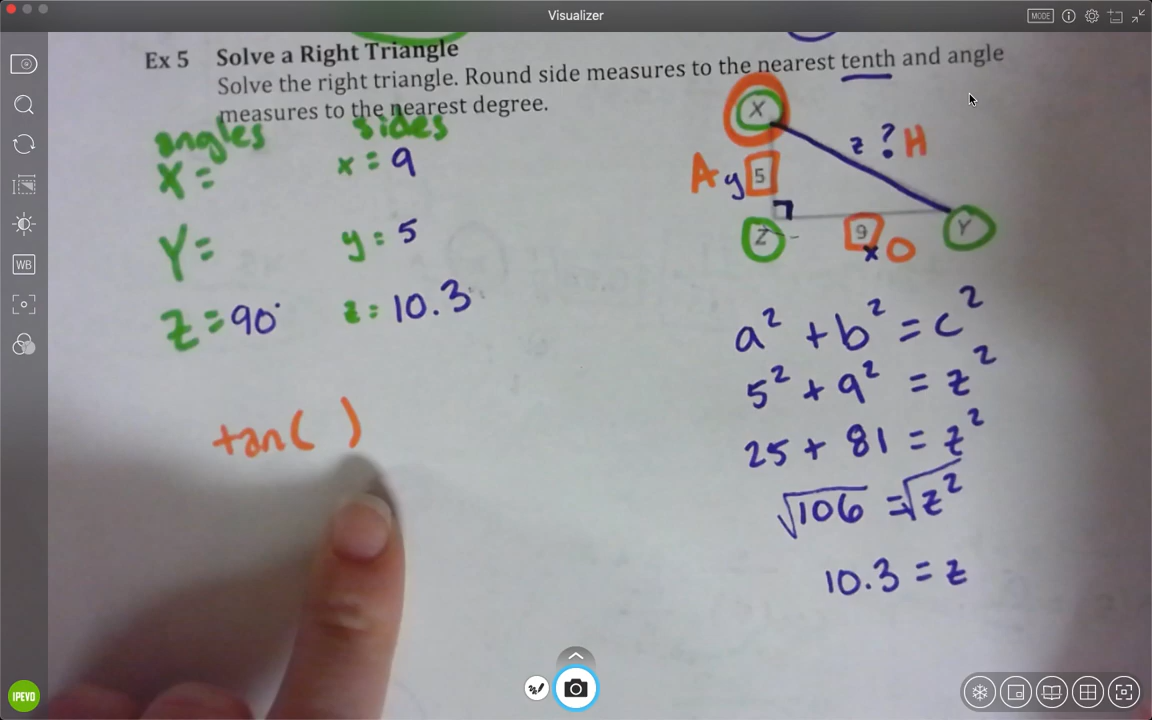 Visualizer
MODE
Ex 5 Solve a Right Triangle
Solve the right triangle. Round side measures to the nearest tenth and angle
measures to the nearest degree.
angles sides
X = x = 9
Y = y = 5
Z = 90° z = 10.3
tan( )
X
z ? H
A y 5
Z 9 Y
x O
a² + b² = c²
5² + 9² = z²
25 + 81 = z²
√106 = √z²
10.3 = z
WB
IPEVO